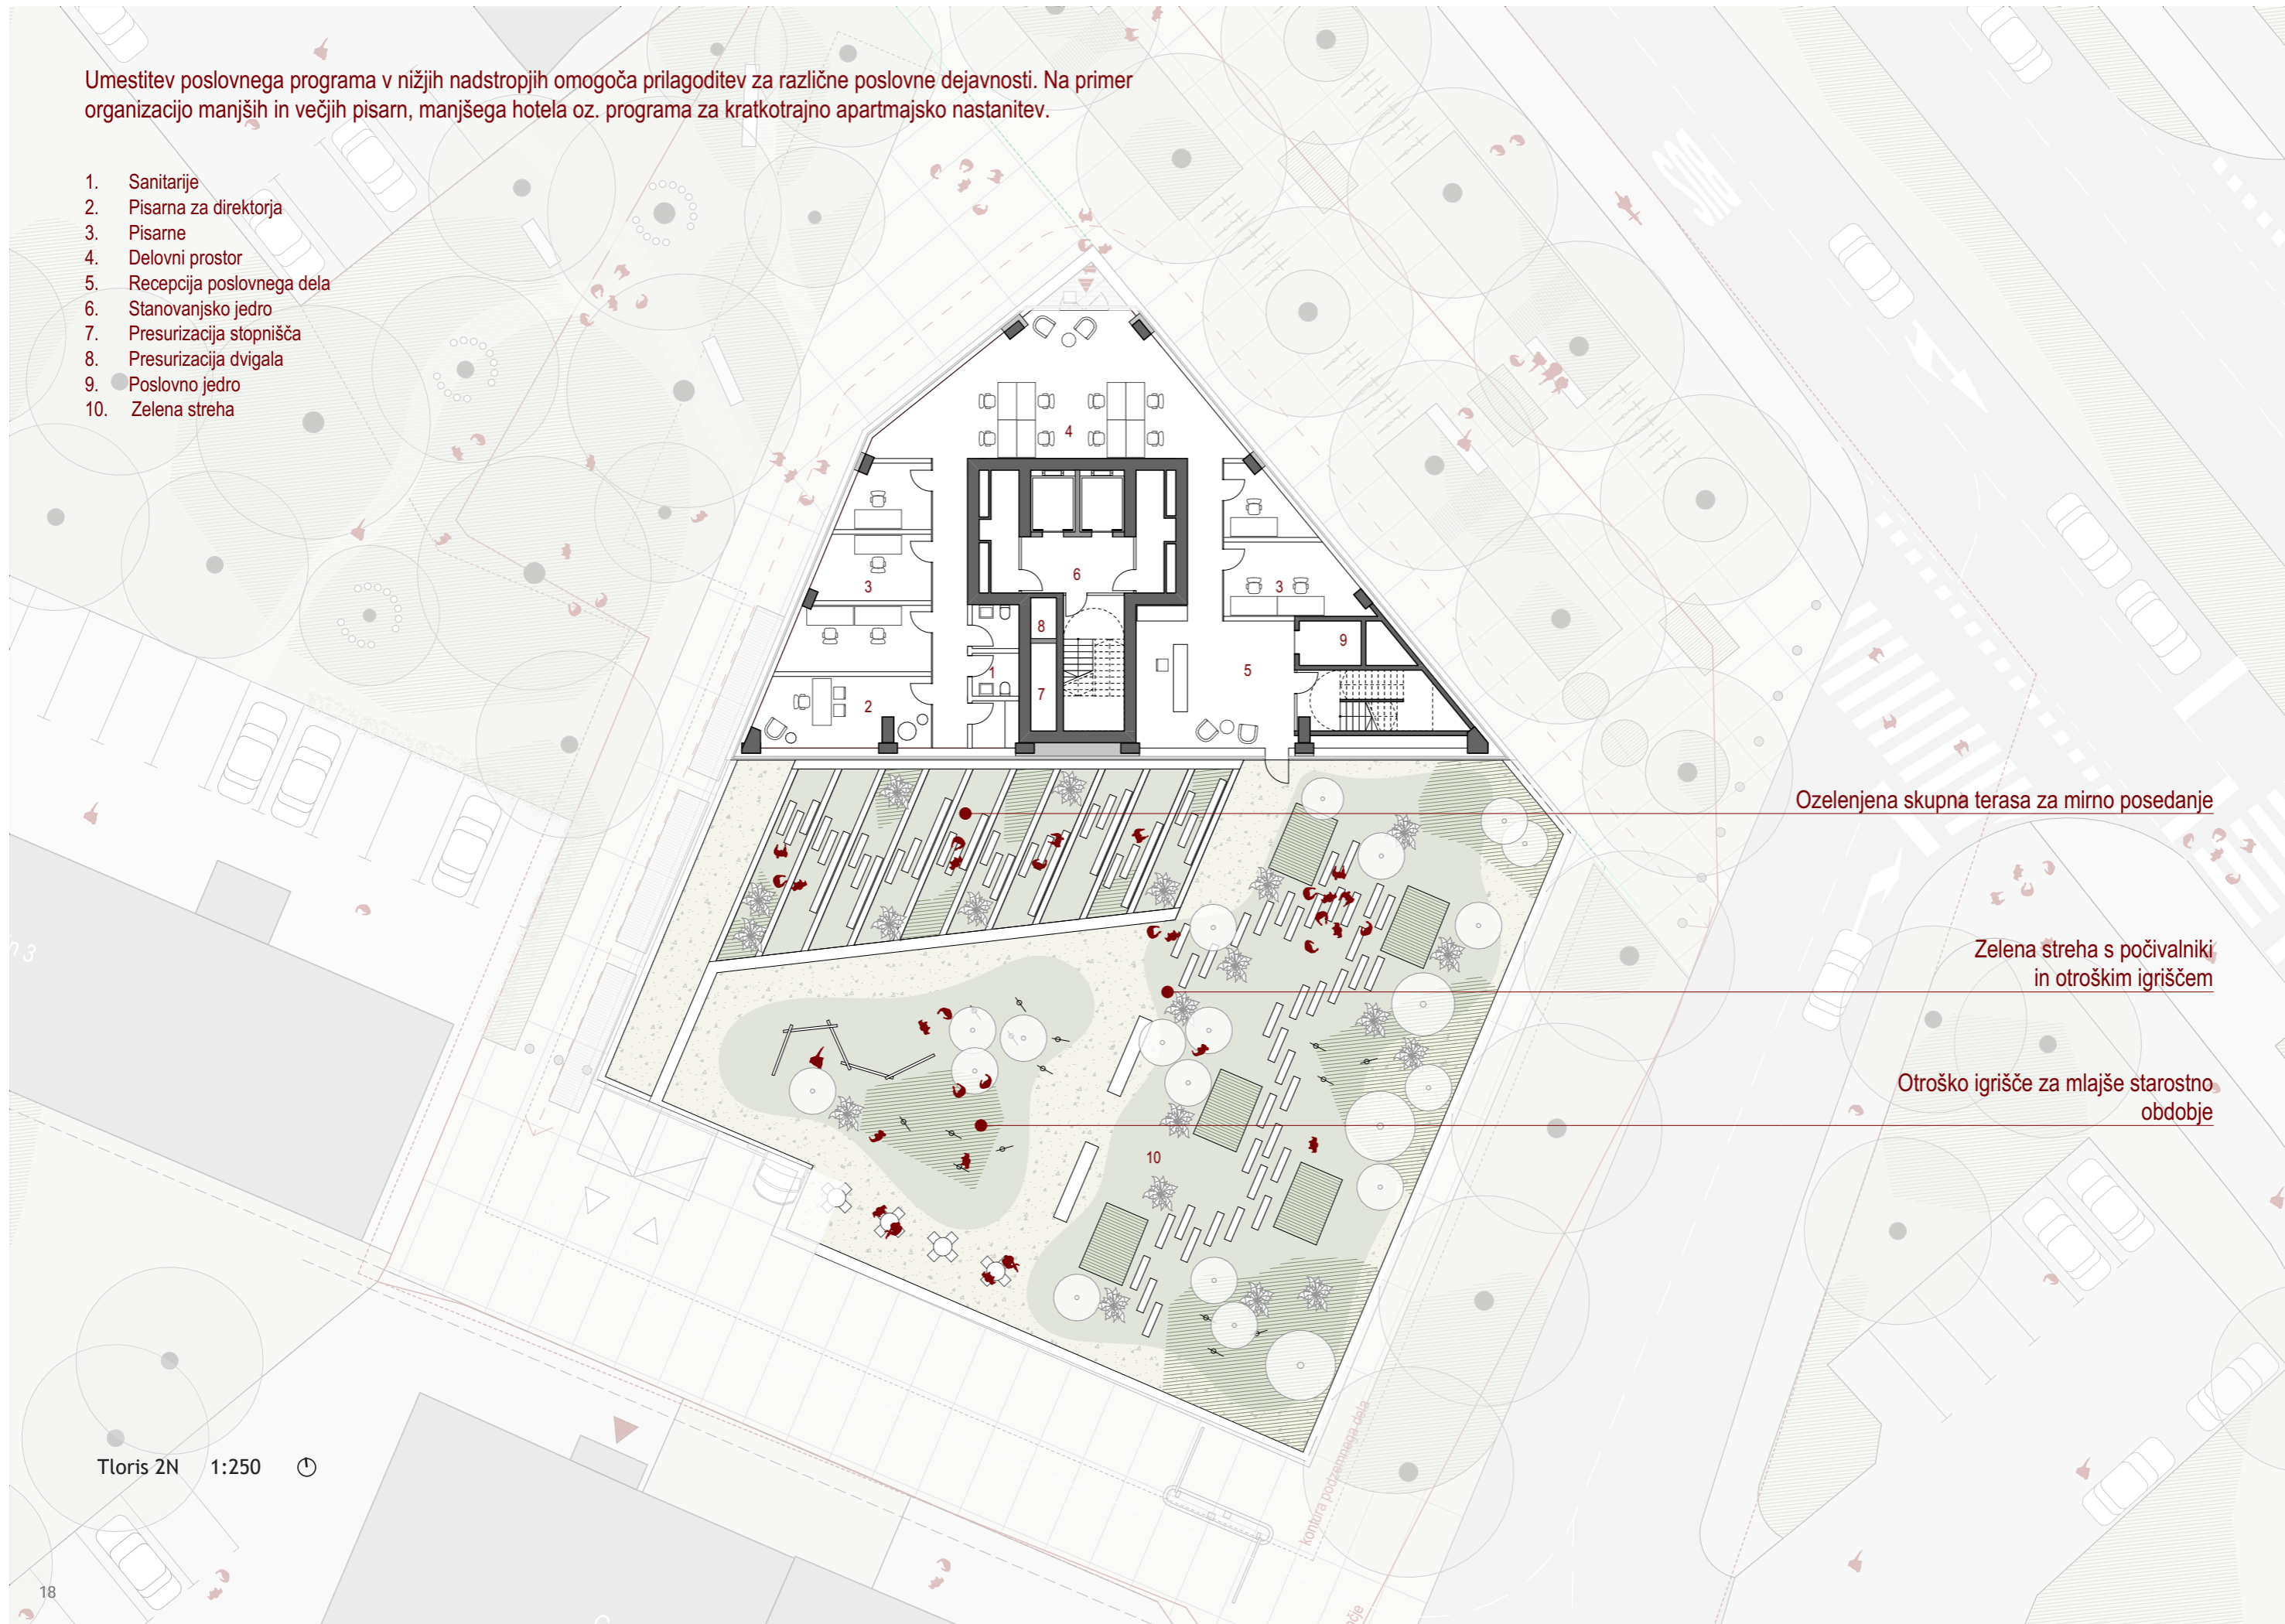 Umestitev poslovnega programa v nižjih nadstropjih omogoča prilagoditev za različne poslovne dejavnosti. Na primer
organizacijo manjših in večjih pisarn, manjšega hotela oz. programa za kratkotrajno apartmajsko nastanitev.
1. Sanitarije
2. Pisarna za direktorja
3. Pisarne
4. Delovni prostor
5. Recepcija poslovnega dela
6. Stanovanjsko jedro
7. Presurizacija stopnišča
8. Presurizacija dvigala
9. Poslovno jedro
10. Zelena streha
4
6
3
3
8
9
1
5
7
2
Ozelenjena skupna terasa za mirno posedanje
Zelena streha s počivalniki
in otroškim igriščem
Otroško igrišče za mlajše starostno
obdobje
10
kontura podzemnega dela
Tloris 2N 1:250
18